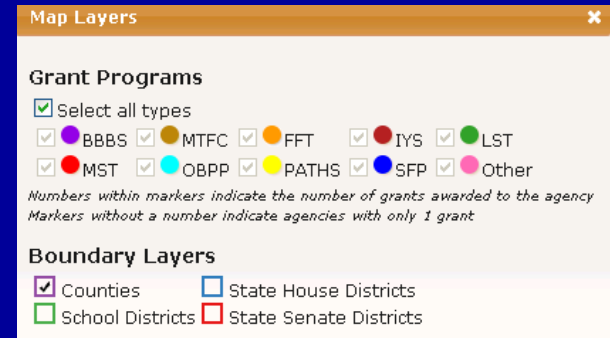 Map Layers
Grant Programs
Select all types
BBBS MTFC FFT IYS LST
MST OBPP PATHS SFP Other
Numbers within markers indicate the number of grants awarded to the agency
Markers without a number indicate agencies with only 1 grant
Boundary Layers
Counties State House Districts
School Districts State Senate Districts